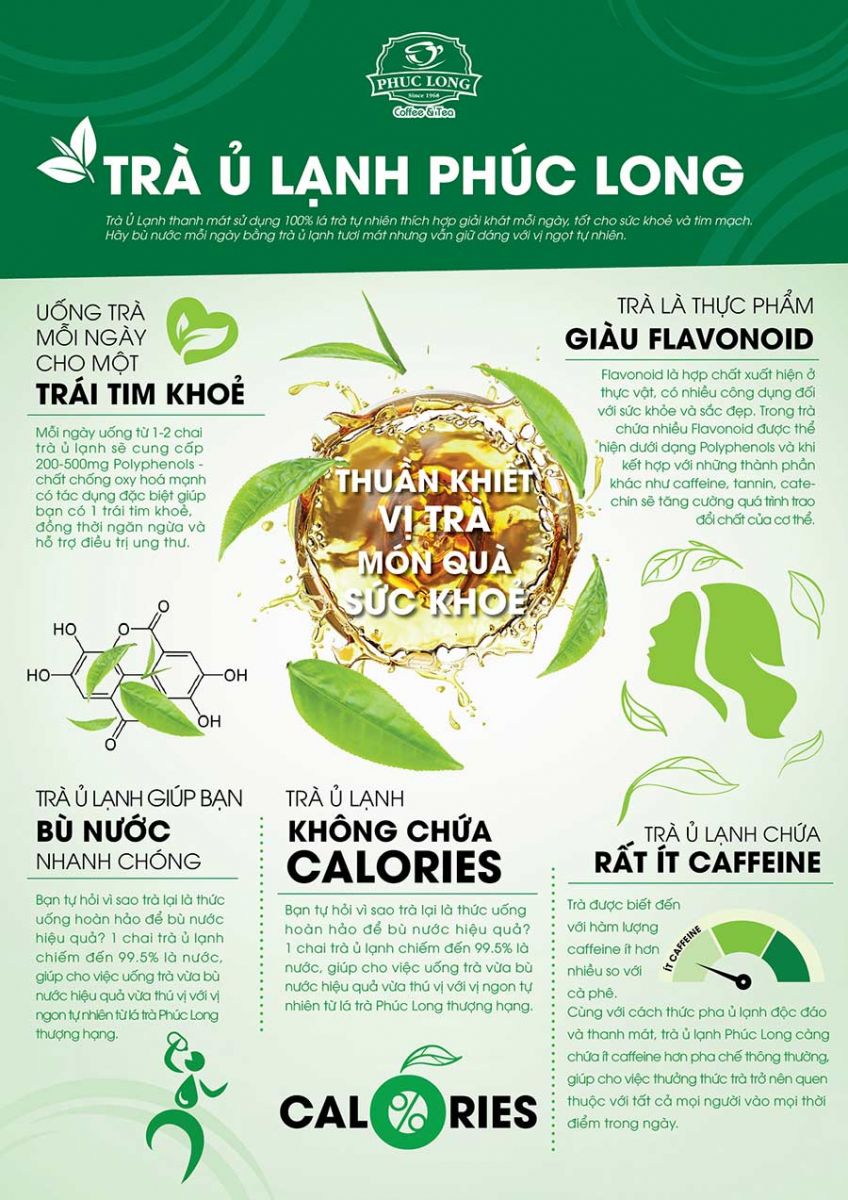 PHUC LONG
Since 1968
Coffee & Tea
TRÀ Ủ LẠNH PHÚC LONG
Trà Ủ Lạnh thanh mát sử dụng 100% lá trà tự nhiên thích hợp giải khát mỗi ngày, tốt cho sức khoẻ và tim mạch.
Hãy bù nước mỗi ngày bằng trà ủ lạnh tươi mát nhưng vẫn giữ dáng với vị ngọt tự nhiên.
UỐNG TRÀ
MỖI NGÀY
CHO MỘT
TRÁI TIM KHOẺ
Mỗi ngày uống từ 1-2 chai
trà ủ lạnh sẽ cung cấp
200-500mg Polyphenols -
chất chống oxy hoá mạnh
có tác dụng đặc biệt giúp
bạn có 1 trái tim khoẻ,
đồng thời ngăn ngừa và
hỗ trợ điều trị ung thư.
TRÀ LÀ THỰC PHẨM
GIÀU FLAVONOID
Flavonoid là hợp chất xuất hiện ở
thực vật, có nhiều công dụng đối
với sức khỏe và sắc đẹp. Trong trà
chứa nhiều Flavonoid được thể
hiện dưới dạng Polyphenols và khi
kết hợp với những thành phần
khác như caffeine, tannin, cate-
chin sẽ tăng cường quá trình trao
đổi chất của cơ thể.
THUẦN KHIẾT
VỊ TRÀ
MÓN QUÀ
SỨC KHOẺ
HO
O
O
HO
OH
OH
O
O
TRÀ Ủ LẠNH GIÚP BẠN
BÙ NƯỚC
NHANH CHÓNG
Bạn tự hỏi vì sao trà lại là thức
uống hoàn hảo để bù nước
hiệu quả? 1 chai trà ủ lạnh
chiếm đến 99.5% là nước,
giúp cho việc uống trà vừa bù
nước hiệu quả vừa thú vị với vị
ngon tự nhiên từ lá trà Phúc Long
thượng hạng.
TRÀ Ủ LẠNH
KHÔNG CHỨA
CALORIES
Bạn tự hỏi vì sao trà lại là thức uống
hoàn hảo để bù nước hiệu quả?
1 chai trà ủ lạnh chiếm đến 99.5% là
nước, giúp cho việc uống trà vừa bù
nước hiệu quả vừa thú vị với vị ngon tự
nhiên từ lá trà Phúc Long thượng hạng.
CAL%RIES
TRÀ Ủ LẠNH CHỨA
RẤT ÍT CAFFEINE
Trà được biết đến
với hàm lượng
caffeine ít hơn
nhiều so với
cà phê.
ÍT CAFFEINE
Cùng với cách thức pha ủ lạnh độc đáo
và thanh mát, trà ủ lạnh Phúc Long càng
chứa ít caffeine hơn pha chế thông thường,
giúp cho việc thưởng thức trà trở nên quen
thuộc với tất cả mọi người vào mọi thời
điểm trong ngày.